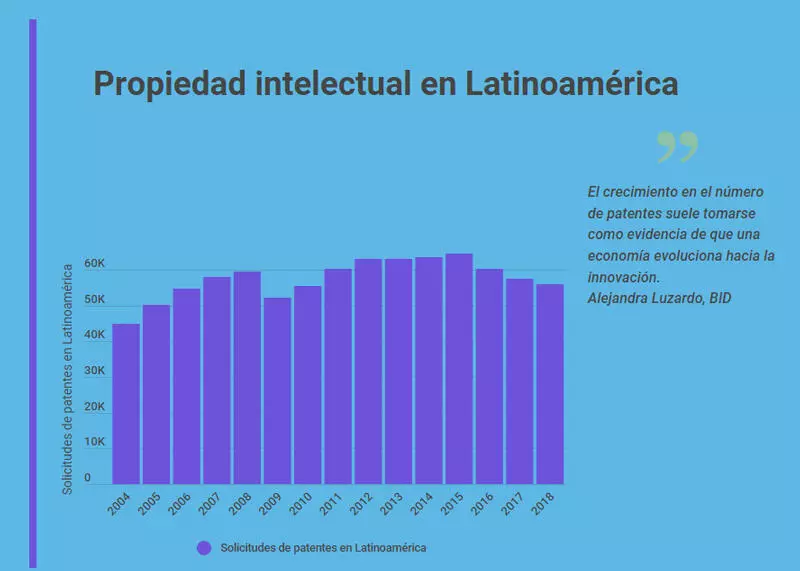 Propiedad intelectual en Latinoamérica
”
El crecimiento en el número
de patentes suele tomarse
como evidencia de que una
economía evoluciona hacia la
innovación.
Alejandra Luzardo, BID
Solicitudes de patentes en Latinoamérica
60K
50K
40K
30K
20K
10K
0
2004
2005
2006
2007
2008
2009
2010
2011
2012
2013
2014
2015
2016
2017
2018
Solicitudes de patentes en Latinoamérica